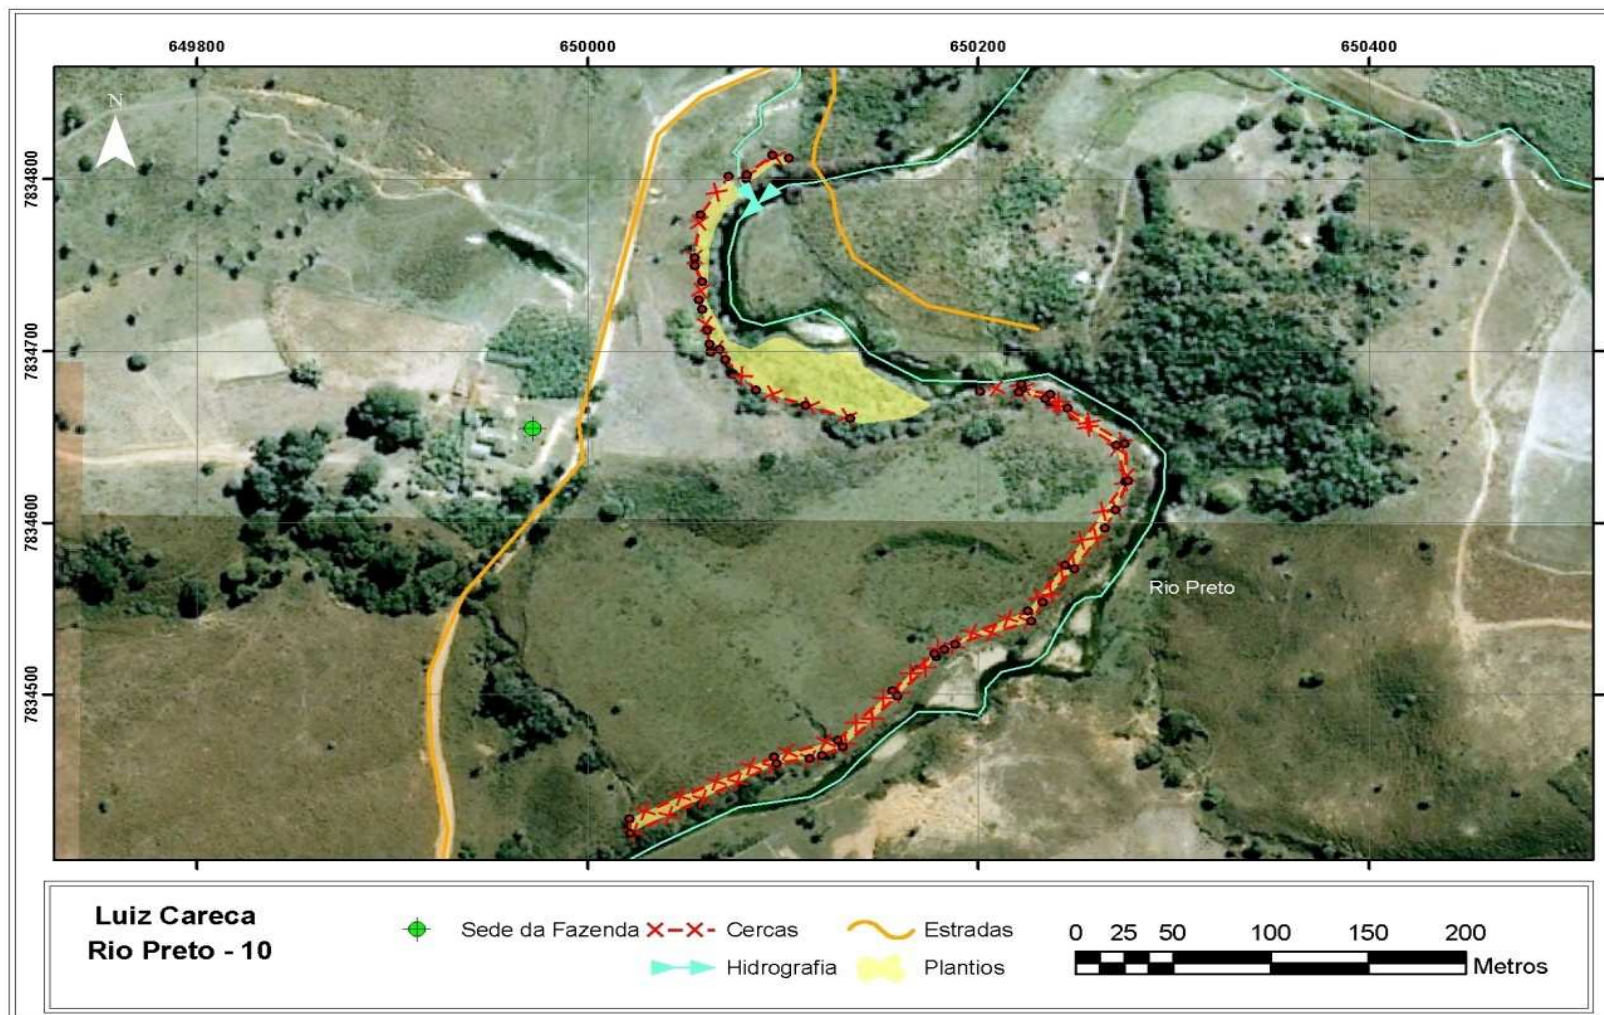 649800 650000 650200 650400
N
7834800
7834700
7834600
7834500
Rio Preto
Luiz Careca
Rio Preto - 10
Sede da Fazenda
Cercas
Estradas
Hidrografia
Plantios
0 25 50 100 150 200
Metros